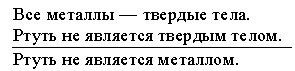 Все металлы — твердые тела.
Ртуть не является твердым телом.
Ртуть не является металлом.